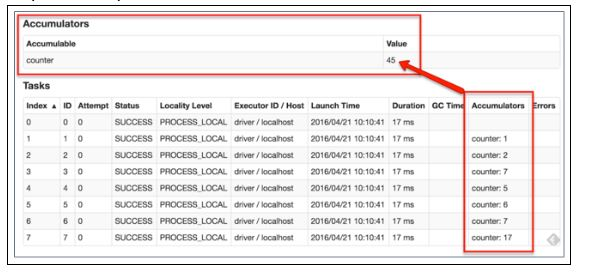 Accumulators
Accumulable Value
counter 45
Tasks
Index ▲ ID Attempt Status Locality Level Executor ID / Host Launch Time Duration GC Time Accumulators Errors
0 0 0 SUCCESS PROCESS_LOCAL driver / localhost 2016/04/21 10:10:41 17 ms
1 1 0 SUCCESS PROCESS_LOCAL driver / localhost 2016/04/21 10:10:41 17 ms counter: 1
2 2 0 SUCCESS PROCESS_LOCAL driver / localhost 2016/04/21 10:10:41 17 ms counter: 2
3 3 0 SUCCESS PROCESS_LOCAL driver / localhost 2016/04/21 10:10:41 17 ms counter: 7
4 4 0 SUCCESS PROCESS_LOCAL driver / localhost 2016/04/21 10:10:41 17 ms counter: 5
5 5 0 SUCCESS PROCESS_LOCAL driver / localhost 2016/04/21 10:10:41 17 ms counter: 6
6 6 0 SUCCESS PROCESS_LOCAL driver / localhost 2016/04/21 10:10:41 17 ms counter: 7
7 7 0 SUCCESS PROCESS_LOCAL driver / localhost 2016/04/21 10:10:41 17 ms counter: 17